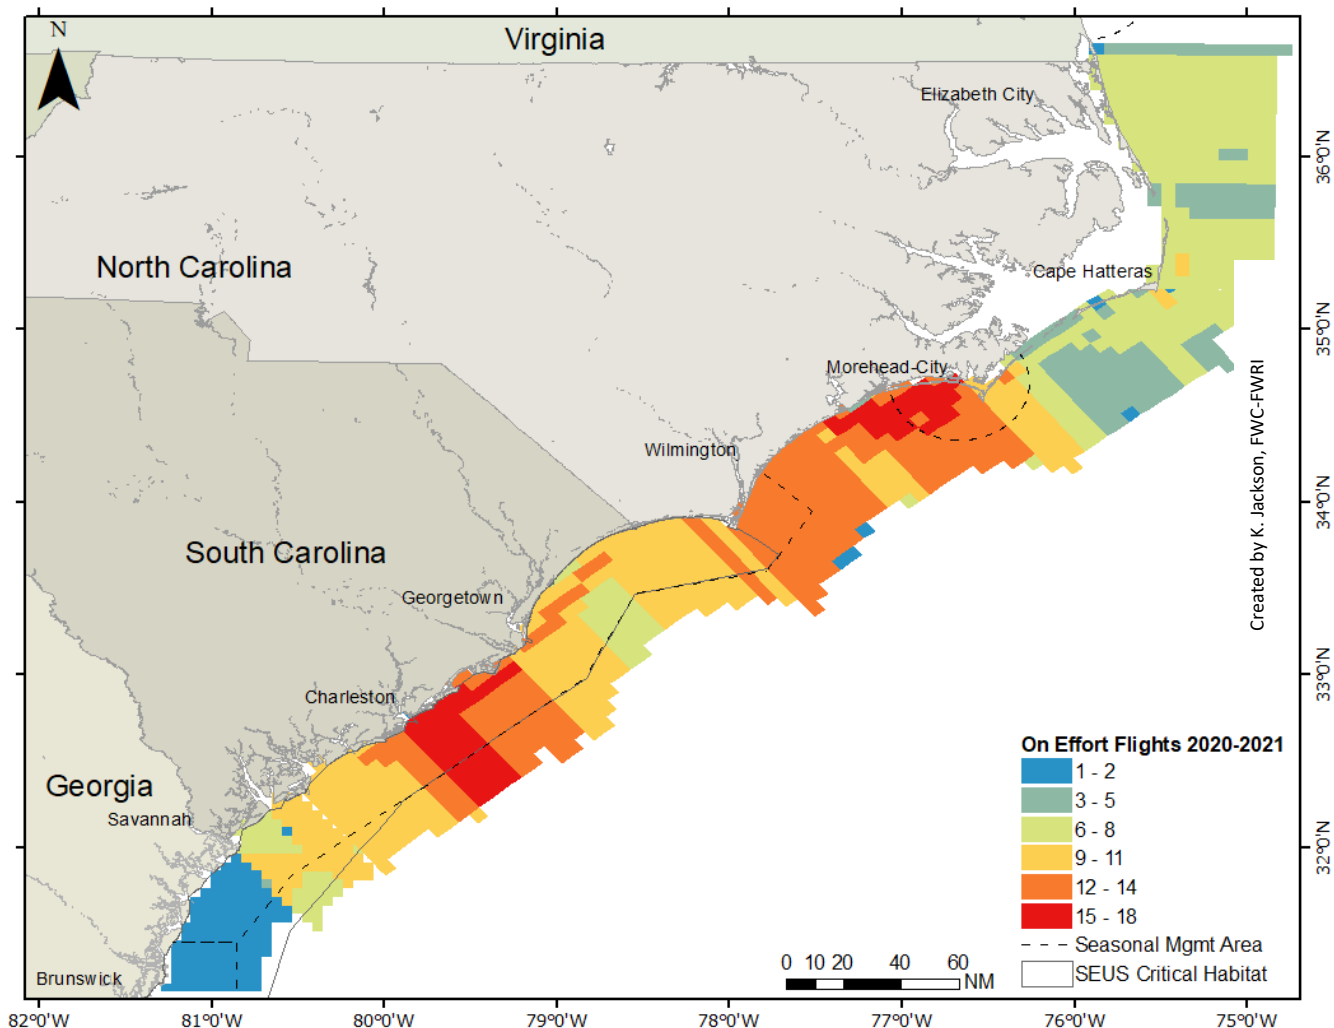 N
Virginia
Elizabeth City
36°0'N
North Carolina
Cape Hatteras
35°0'N
Morehead City
Created by K. Jackson, FWC-FWRI
Wilmington
34°0'N
South Carolina
Georgetown
33°0'N
Charleston
On Effort Flights 2020-2021
1 - 2
3 - 5
6 - 8
9 - 11
12 - 14
15 - 18
Seasonal Mgmt Area
SEUS Critical Habitat
Georgia
Savannah
32°0'N
Brunswick
0 10 20 40 60
NM
82°0'W 81°0'W 80°0'W 79°0'W 78°0'W 77°0'W 76°0'W 75°0'W